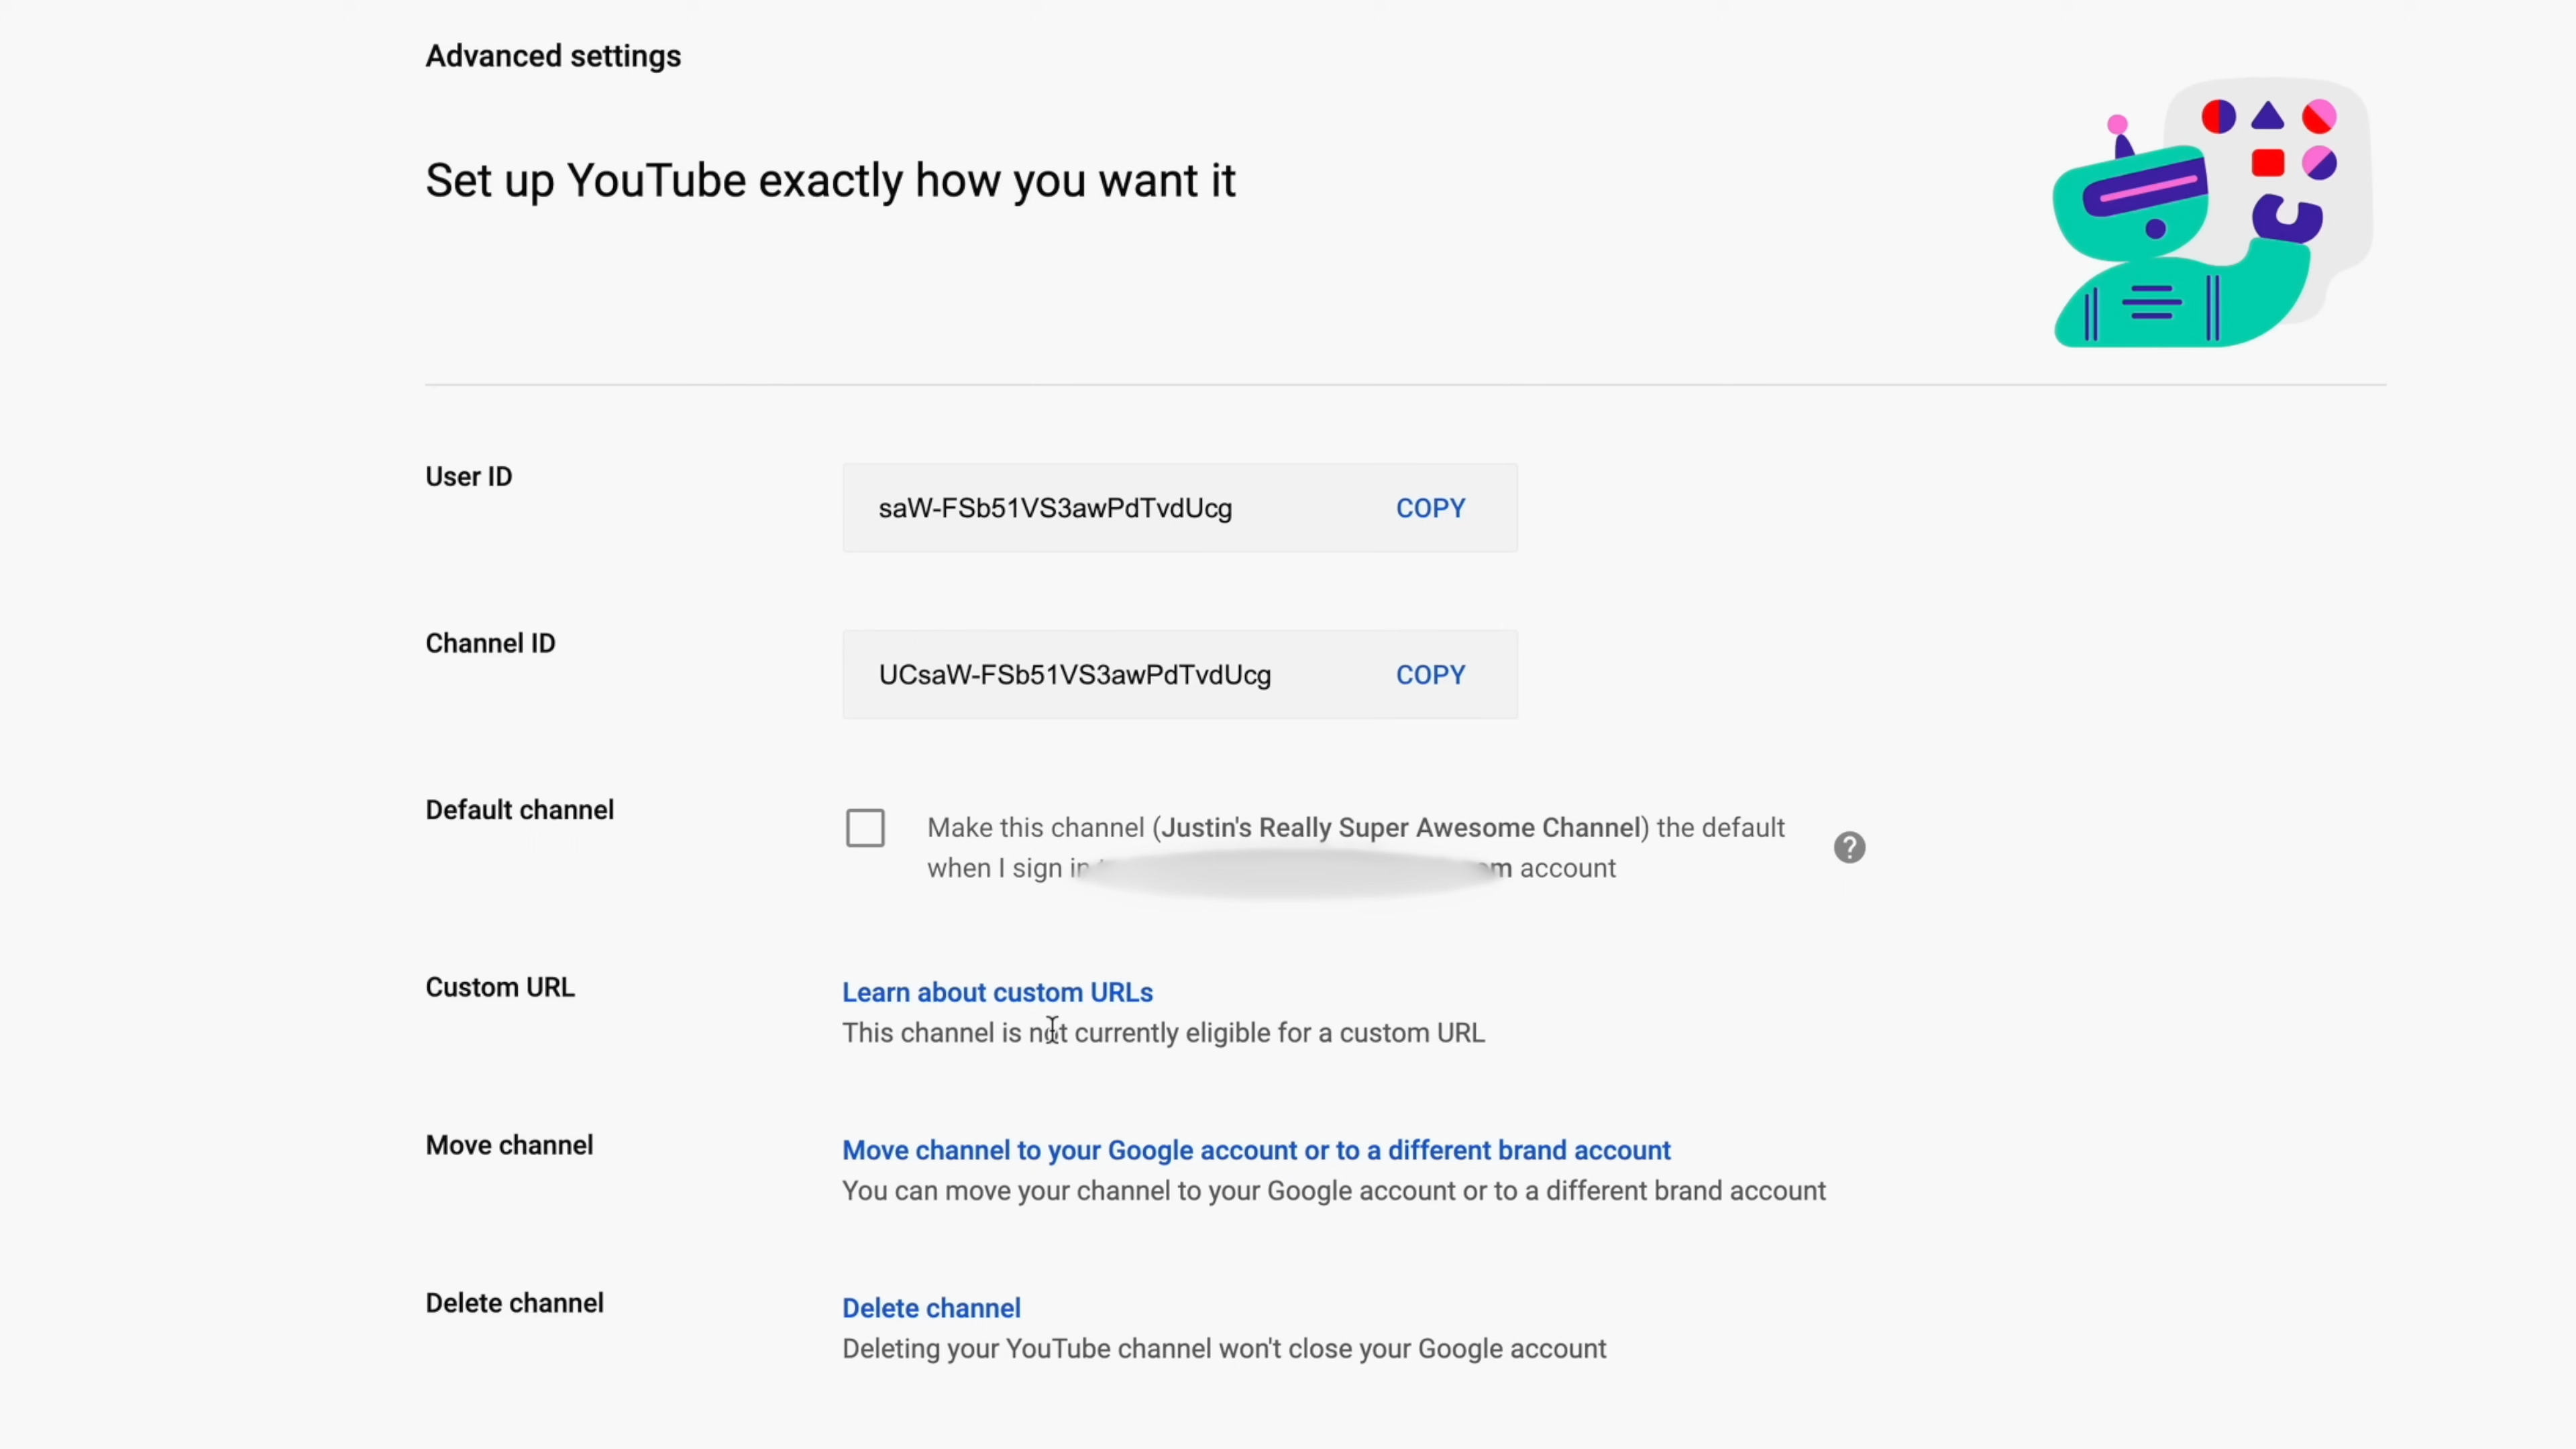 Advanced settings
Set up YouTube exactly how you want it
User ID
saW-FSb51VS3awPdTvdUcg COPY
Channel ID
UCsaW-FSb51VS3awPdTvdUcg COPY
Default channel
Make this channel (Justin's Really Super Awesome Channel) the default
when I sign in account
Custom URL
Learn about custom URLs
This channel is not currently eligible for a custom URL
Move channel
Move channel to your Google account or to a different brand account
You can move your channel to your Google account or to a different brand account
Delete channel
Delete channel
Deleting your YouTube channel won't close your Google account